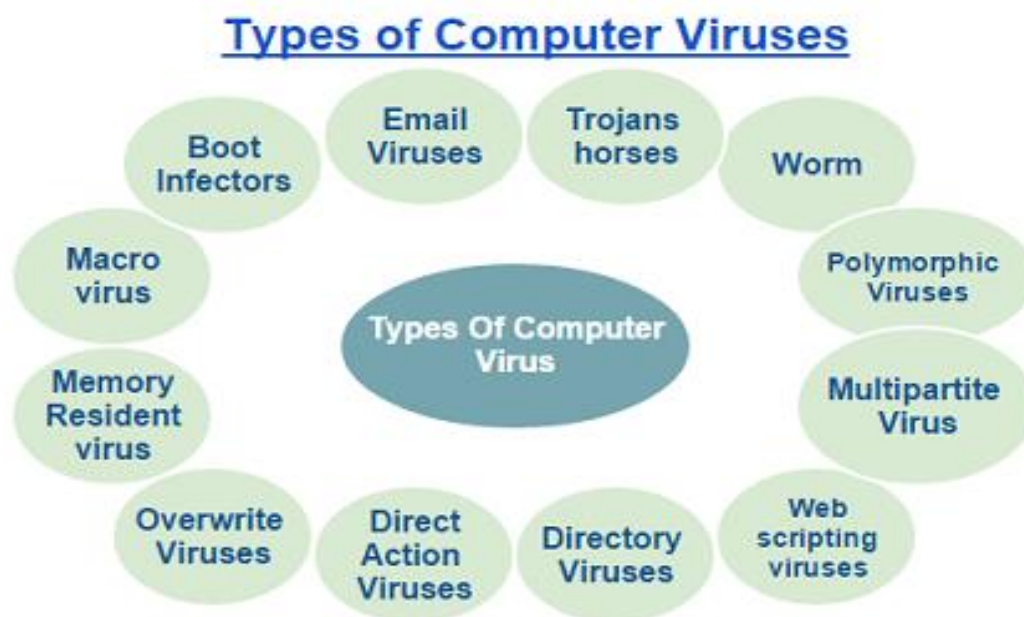 Types of Computer Viruses
Email
Viruses
Trojans
horses
Boot
Infectors
Worm
Macro
virus
Polymorphic
Viruses
Types Of Computer
Virus
Memory
Resident
virus
Multipartite
Virus
Overwrite
Viruses
Direct
Action
Viruses
Directory
Viruses
Web
scripting
viruses